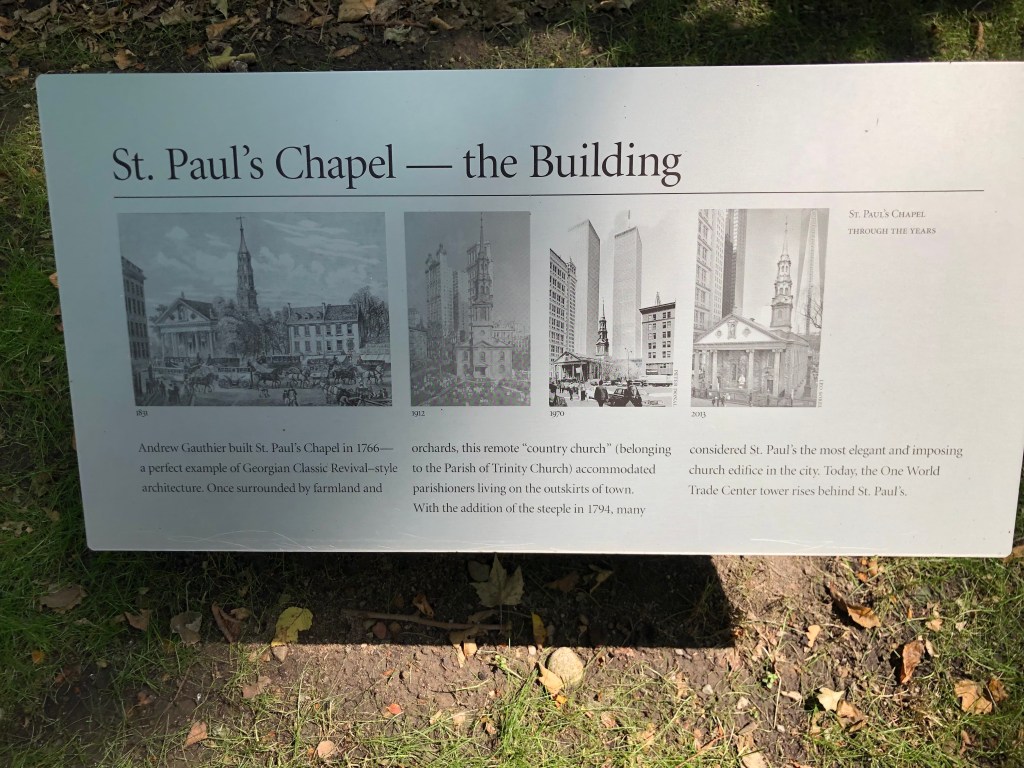 St. Paul's Chapel — the Building
St. Paul's Chapel
through the years
1831
1912
1970
2013
Andrew Gauthier built St. Paul's Chapel in 1766—
a perfect example of Georgian Classic Revival–style
architecture. Once surrounded by farmland and
orchards, this remote "country church" (belonging
to the Parish of Trinity Church) accommodated
parishioners living on the outskirts of town.
With the addition of the steeple in 1794, many
considered St. Paul's the most elegant and imposing
church edifice in the city. Today, the One World
Trade Center tower rises behind St. Paul's.